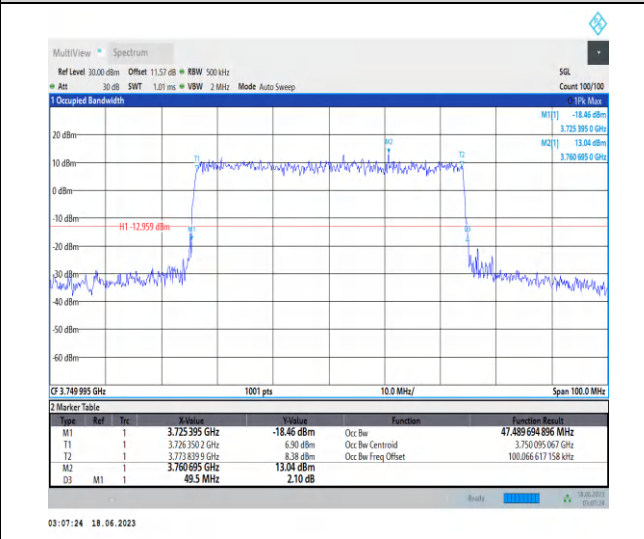 MultiView Spectrum
Ref Level 30.00 dBm Offset 11.57 dB RBW 500 kHz SGL
Att 30 dB SWT 1.01 ms VBW 2 MHz Mode Auto Sweep Count 100/100
1 Occupied Bandwidth 1Pk Max
M1[1] -18.46 dBm
3.725 395 0 GHz
M2[1] 13.04 dBm
3.760 695 0 GHz
20 dBm
M2
T1 T2
10 dBm
0 dBm
-10 dBm
H1 -12.959 dBm M1
-20 dBm
-30 dBm
-40 dBm
-50 dBm
-60 dBm
CF 3.749 995 GHz 1001 pts 10.0 MHz/ Span 100.0 MHz
2 Marker Table
Type Ref Trc X-Value Y-Value Function Function Result
M1 1 3.725 395 GHz -18.46 dBm Occ Bw 47.489 694 896 MHz
T1 1 3.726 350 2 GHz 6.90 dBm Occ Bw Centroid 3.750 095 067 GHz
T2 1 3.773 839 9 GHz 8.38 dBm Occ Bw Freq Offset 100.066 617 158 kHz
M2 1 3.760 695 GHz 13.04 dBm
D3 M1 1 49.5 MHz 2.10 dB
Ready 18.06.2023
03:07:24
03:07:24 18.06.2023